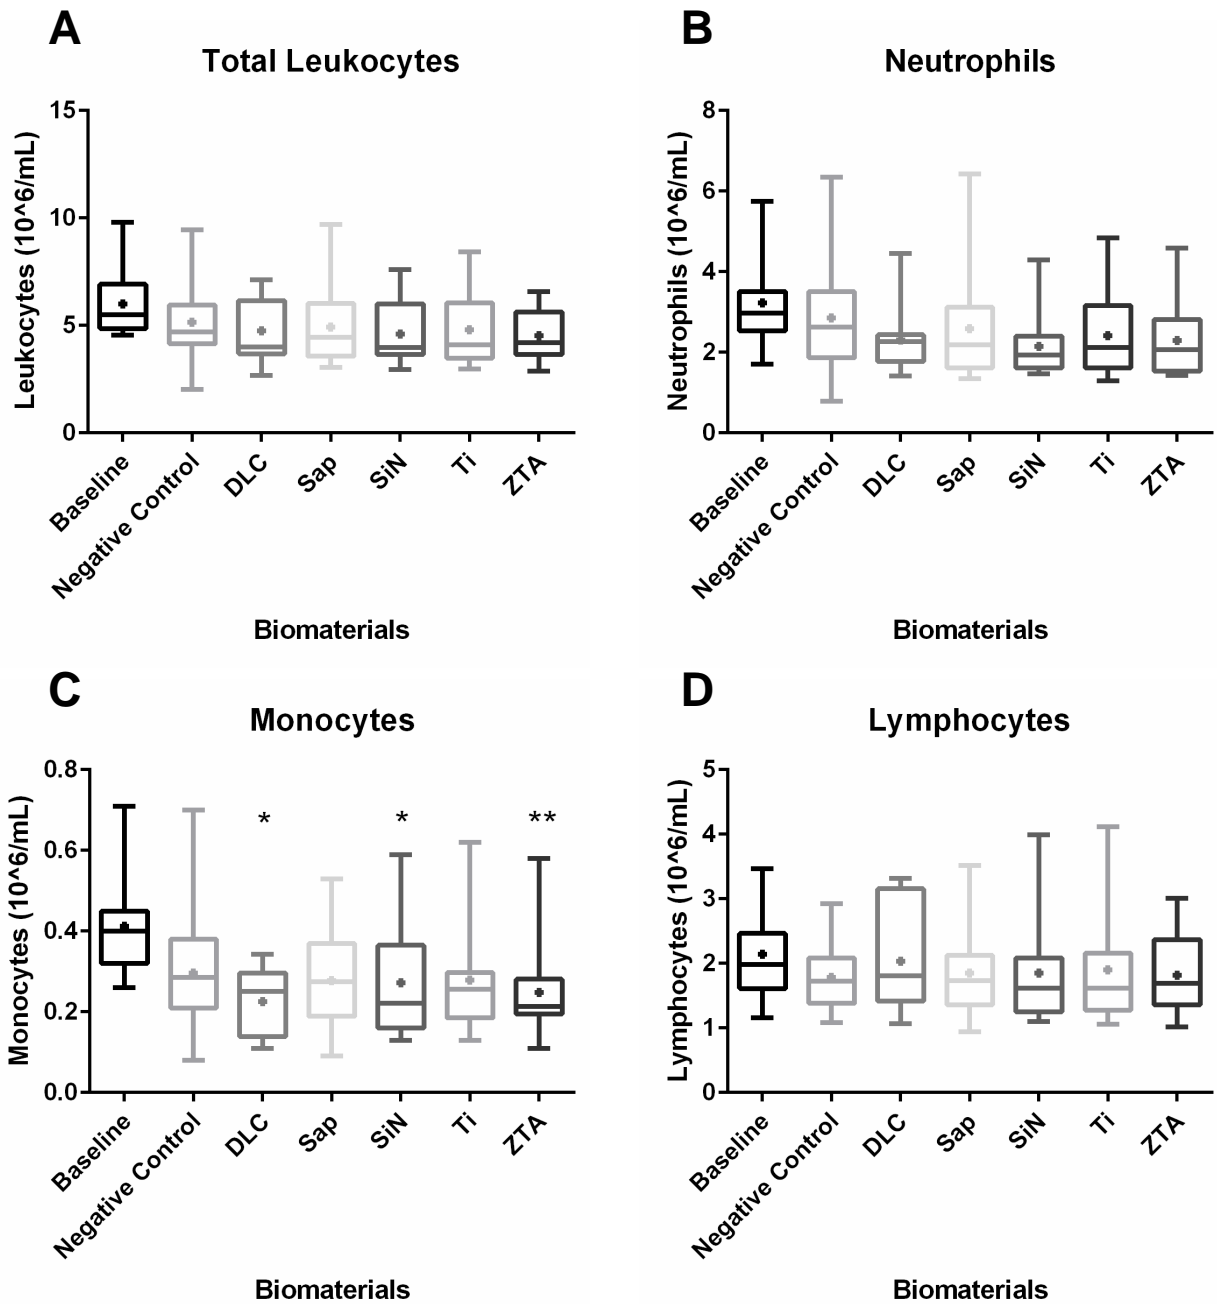 A
Total Leukocytes
Leukocytes (10^6/mL)
15
10
5
0
Baseline
Negative Control
DLC
Sap
SiN
Ti
ZTA
Biomaterials
B
Neutrophils
Neutrophils (10^6/mL)
8
6
4
2
0
Baseline
Negative Control
DLC
Sap
SiN
Ti
ZTA
Biomaterials
C
Monocytes
Monocytes (10^6/mL)
0.8
0.6
0.4
0.2
0.0
*
*
**
Baseline
Negative Control
DLC
Sap
SiN
Ti
ZTA
Biomaterials
D
Lymphocytes
Lymphocytes (10^6/mL)
5
4
3
2
1
0
Baseline
Negative Control
DLC
Sap
SiN
Ti
ZTA
Biomaterials